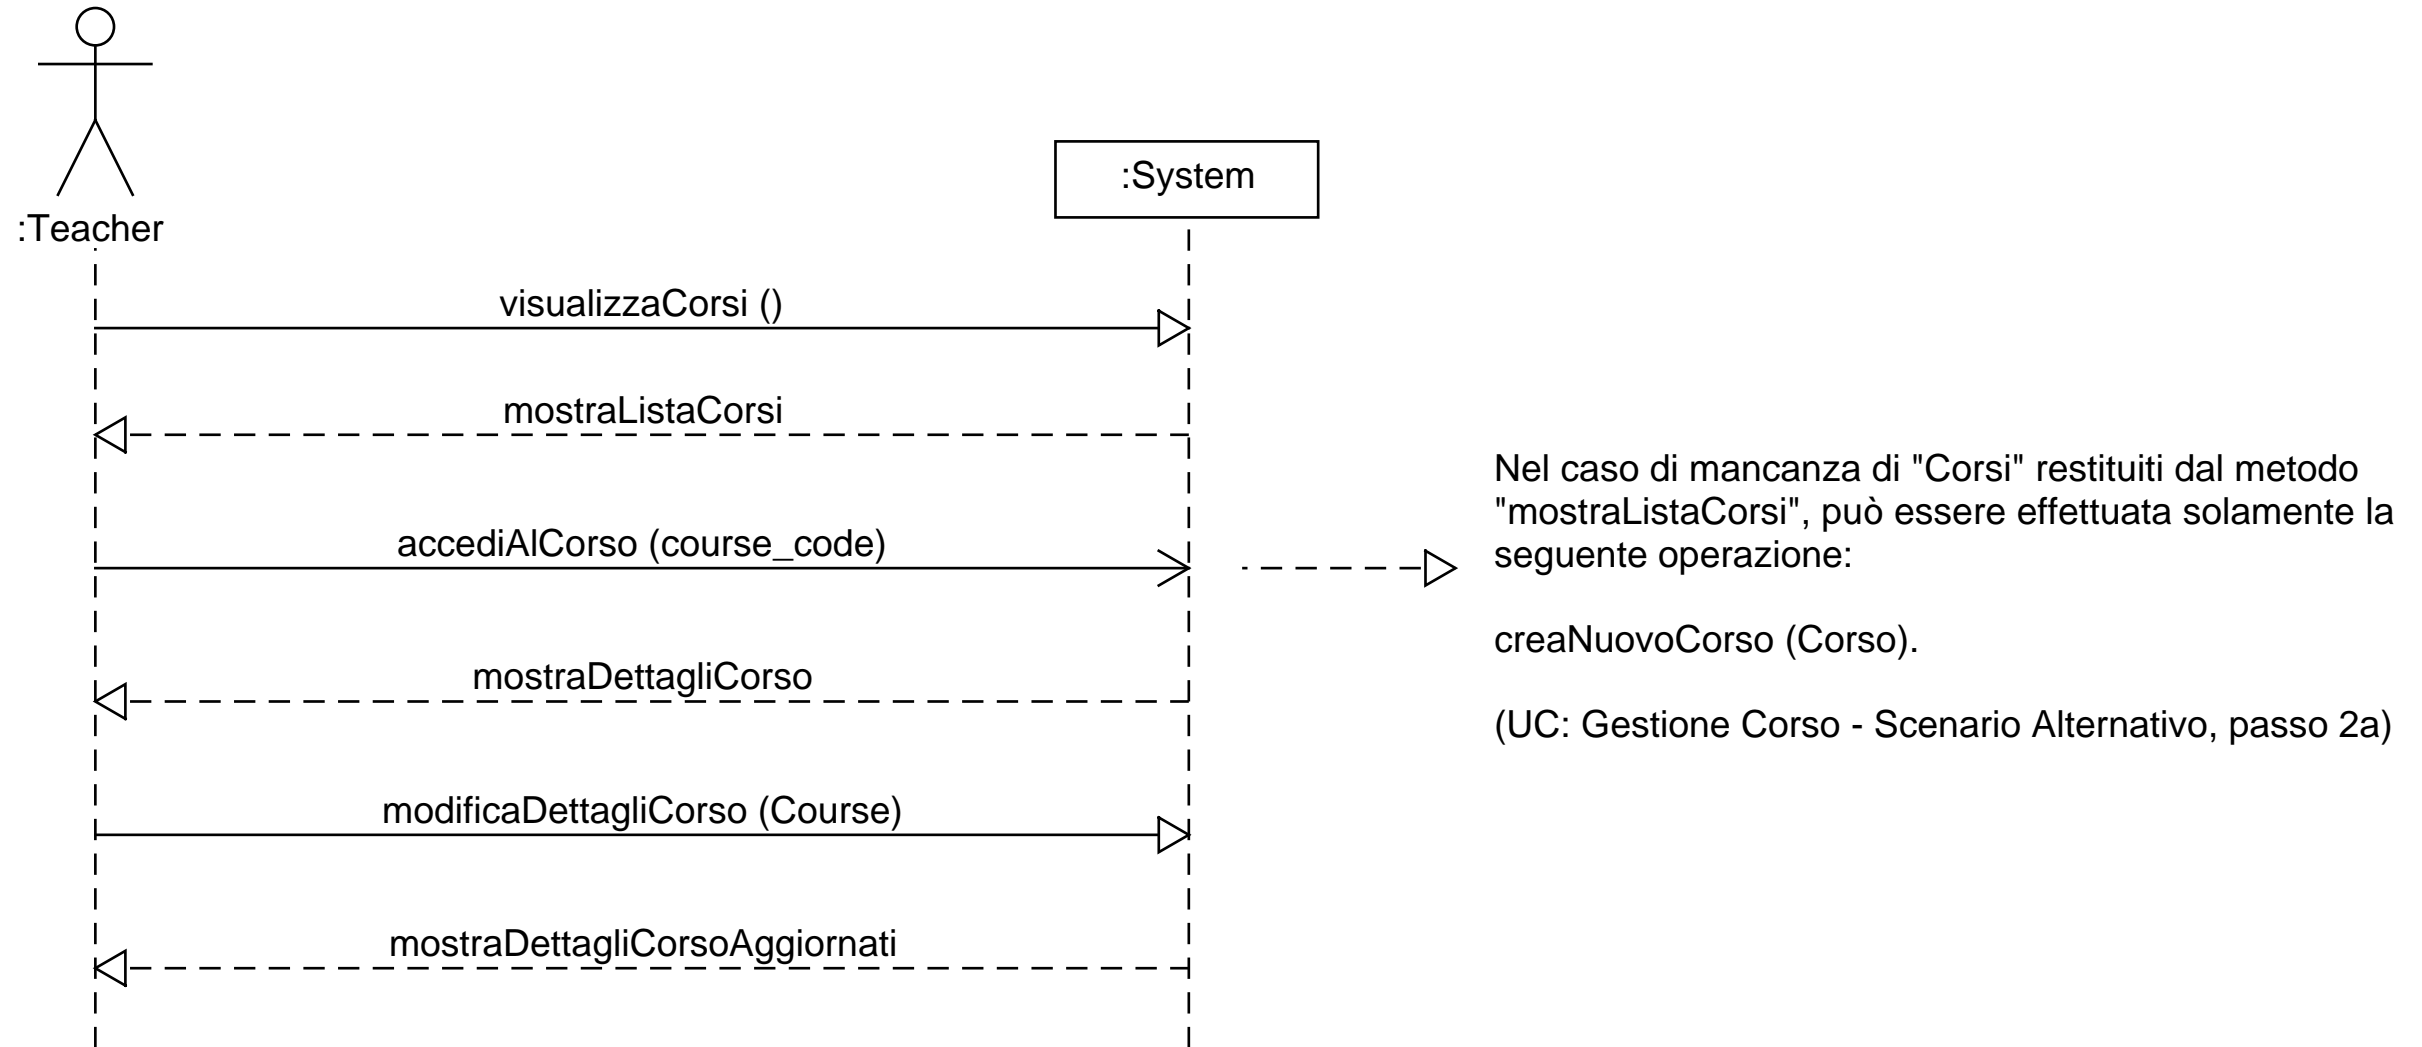 :System
:Teacher
visualizzaCorsi ()
mostraListaCorsi
Nel caso di mancanza di "Corsi" restituiti dal metodo
"mostraListaCorsi", può essere effettuata solamente la
seguente operazione:
accediAlCorso (course_code)
creaNuovoCorso (Corso).
mostraDettagliCorso
(UC: Gestione Corso - Scenario Alternativo, passo 2a)
modificaDettagliCorso (Course)
mostraDettagliCorsoAggiornati